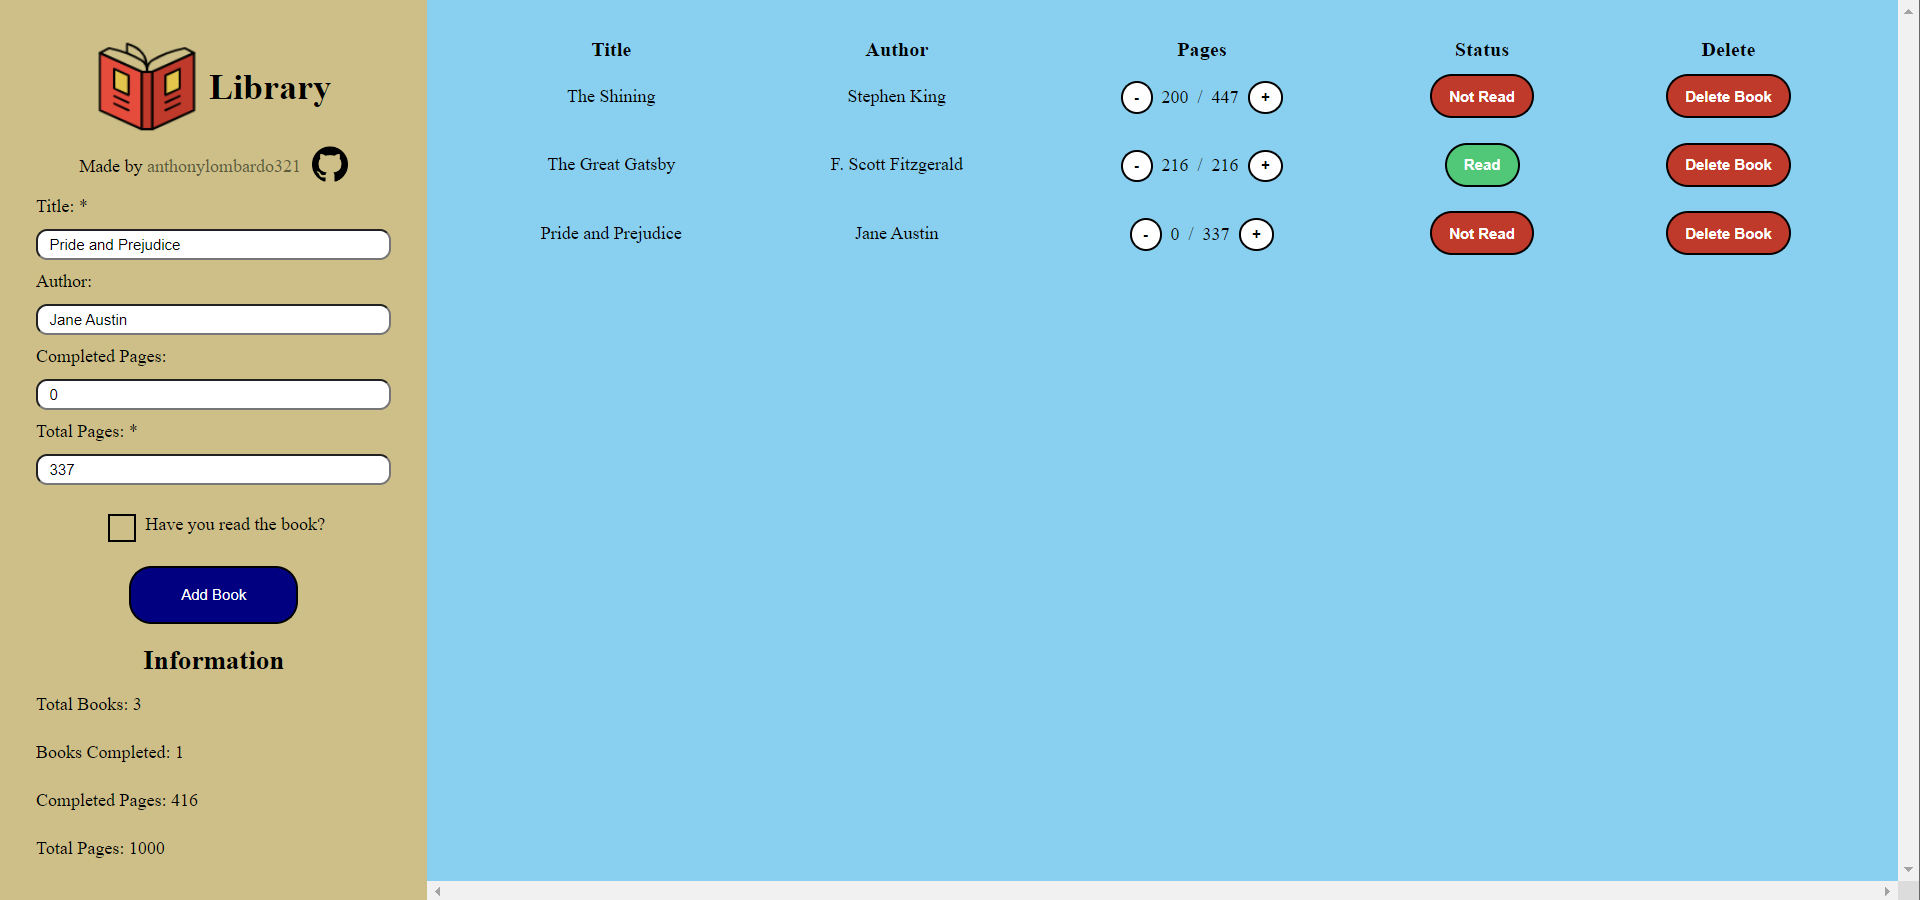 Library
Made by anthonylombardo321
Title: *
Pride and Prejudice
Author:
Jane Austin
Completed Pages:
0
Total Pages: *
337
Have you read the book?
Add Book
Information
Total Books: 3
Books Completed: 1
Completed Pages: 416
Total Pages: 1000
Title Author Pages Status Delete
The Shining Stephen King - 200 / 447 + Not Read Delete Book
The Great Gatsby F. Scott Fitzgerald - 216 / 216 + Read Delete Book
Pride and Prejudice Jane Austin - 0 / 337 + Not Read Delete Book